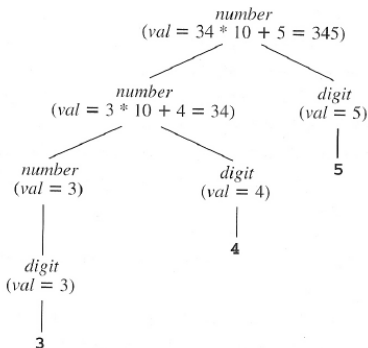 number
(val = 34 * 10 + 5 = 345)
number
(val = 3 * 10 + 4 = 34)
digit
(val = 5)
5
number
(val = 3)
digit
(val = 4)
4
digit
(val = 3)
3